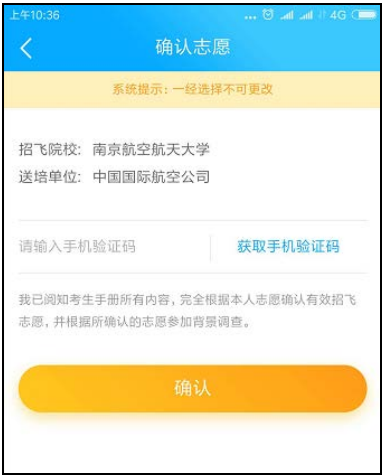 上午10:36
... 4G
确认志愿
系统提示：一经选择不可更改
招飞院校: 南京航空航天大学
送培单位: 中国国际航空公司
请输入手机验证码 获取手机验证码
我已阅知考生手册所有内容，完全根据本人志愿确认有效招飞
志愿，并根据所确认的志愿参加背景调查。
确认